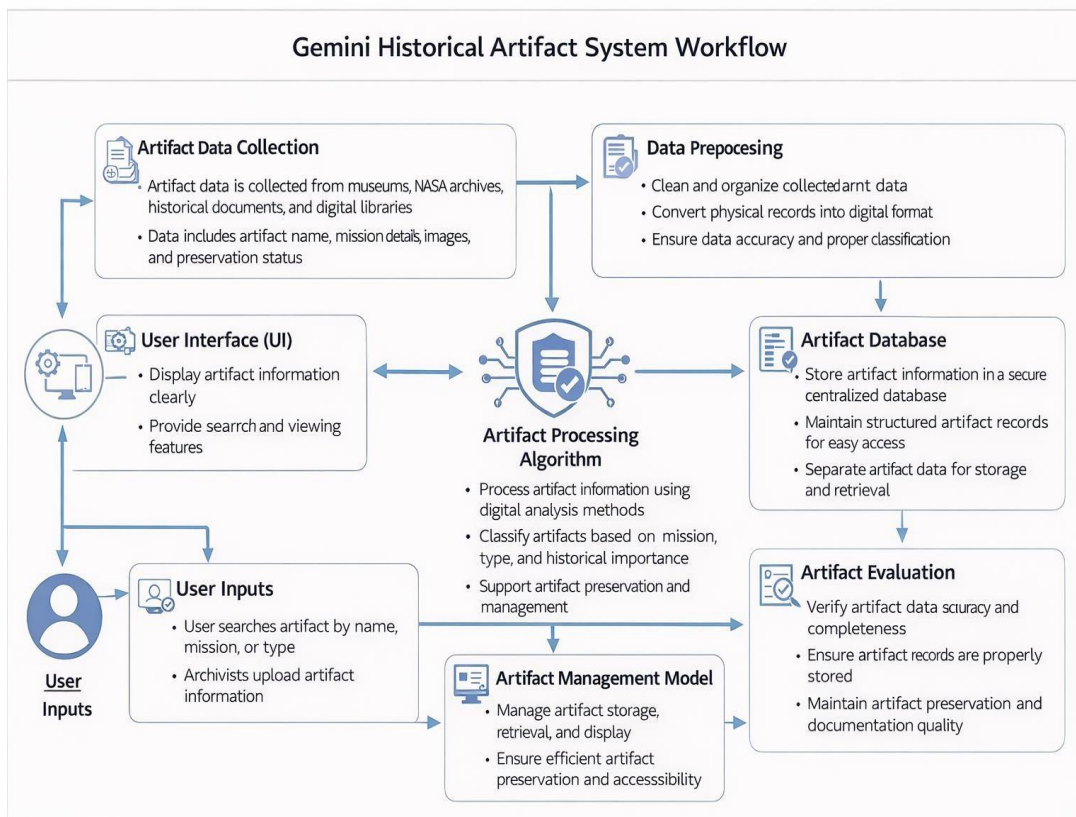 Gemini Historical Artifact System Workflow
Artifact Data Collection
• Artifact data is collected from museums, NASA archives,
historical documents, and digital libraries
• Data includes artifact name, mission details, images,
and preservation status
Data Prepocesing
• Clean and organize collectedarnt data
• Convert physical records into digital format
• Ensure data accuracy and proper classification
User Interface (UI)
• Display artifact information
clearly
• Provide search and viewing
features
Artifact Processing
Algorithm
• Process artifact information using
digital analysis methods
• Classify artifacts based on mission,
type, and historical importance
• Support artifact preservation and
management
Artifact Database
• Store artifact information in a secure
centralized database
• Maintain structured artifact records
for easy access
• Separate artifact data for storage
and retrieval
User
Inputs
User Inputs
• User searches artifact by name,
mission, or type
• Archivists upload artifact
information
Artifact Management Model
• Manage artifact storage,
retrieval, and display
• Ensure efficient artifact
preservation and accesssibility
Artifact Evaluation
Verify artifact data scuracy and
completeness
• Ensure artifact records are properly
stored
• Maintain artifact preservation and
documentation quality